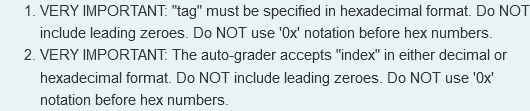 1. VERY IMPORTANT: "tag" must be specified in hexadecimal format. Do NOT
include leading zeroes. Do NOT use '0x' notation before hex numbers.
2. VERY IMPORTANT: The auto-grader accepts "index" in either decimal or
hexadecimal format. Do NOT include leading zeroes. Do NOT use '0x'
notation before hex numbers.